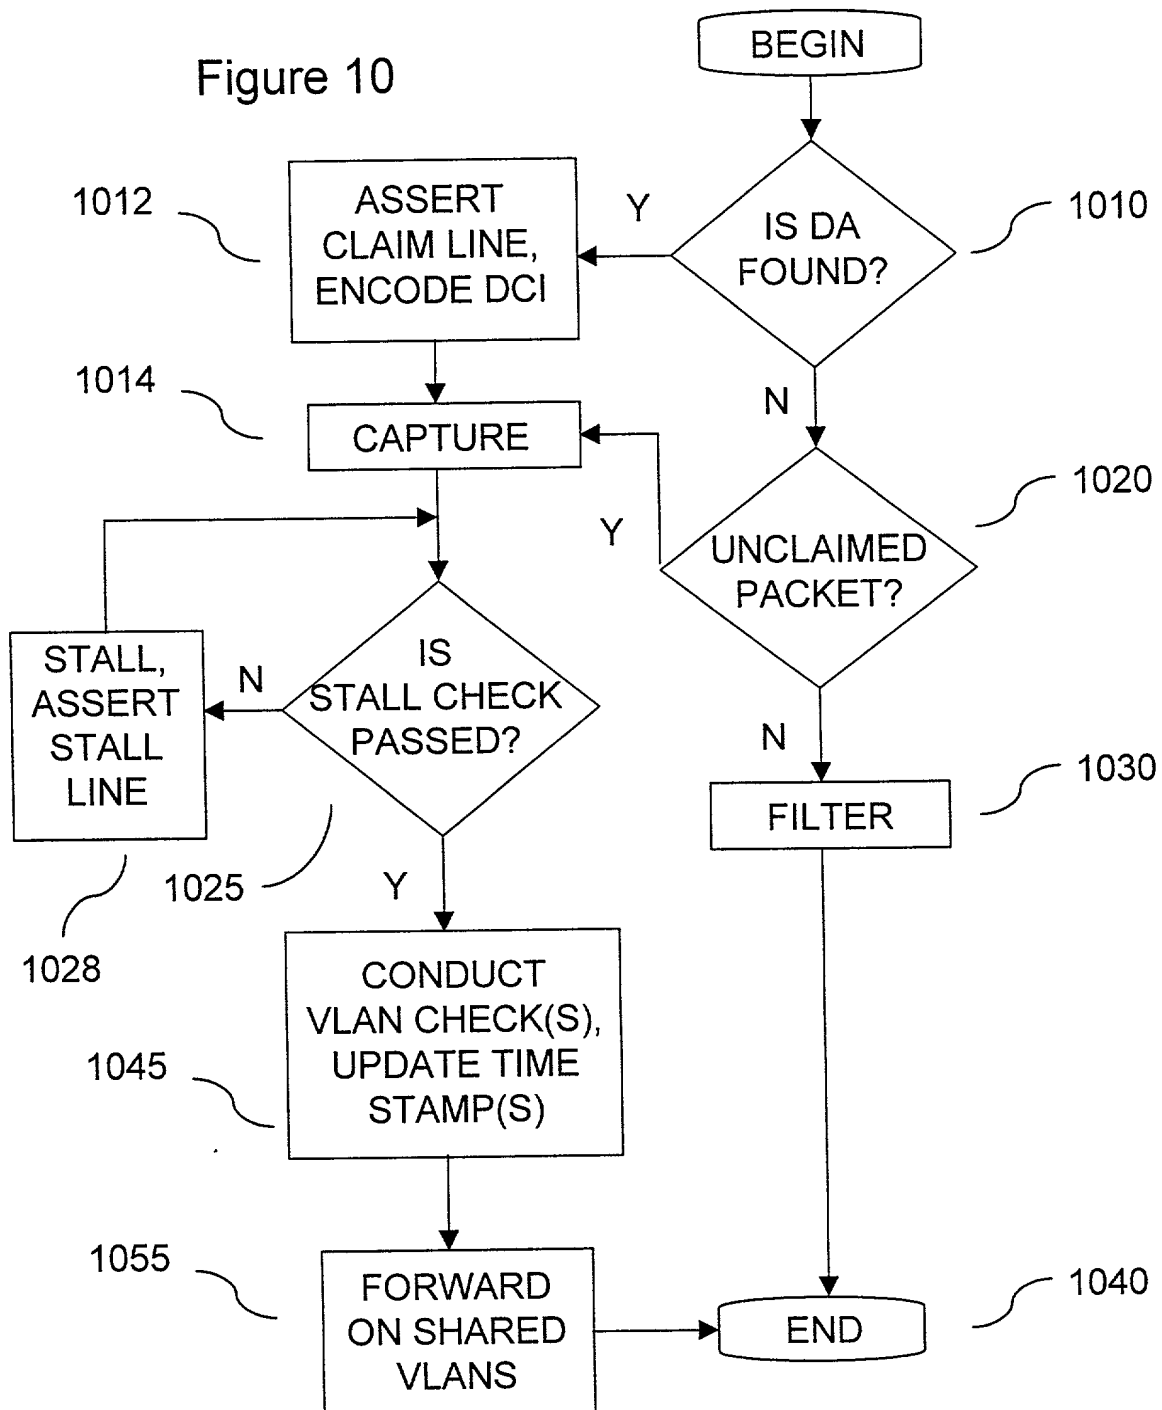 Figure 10
BEGIN
1012
ASSERT
CLAIM LINE,
ENCODE DCI
Y
IS DA
FOUND?
1010
1014
CAPTURE
N
Y
UNCLAIMED
PACKET?
1020
STALL,
ASSERT
STALL
LINE
N
IS
STALL CHECK
PASSED?
N
FILTER
1030
1028
1025
Y
CONDUCT
VLAN CHECK(S),
UPDATE TIME
STAMP(S)
1045
1055
FORWARD
ON SHARED
VLANS
END
1040